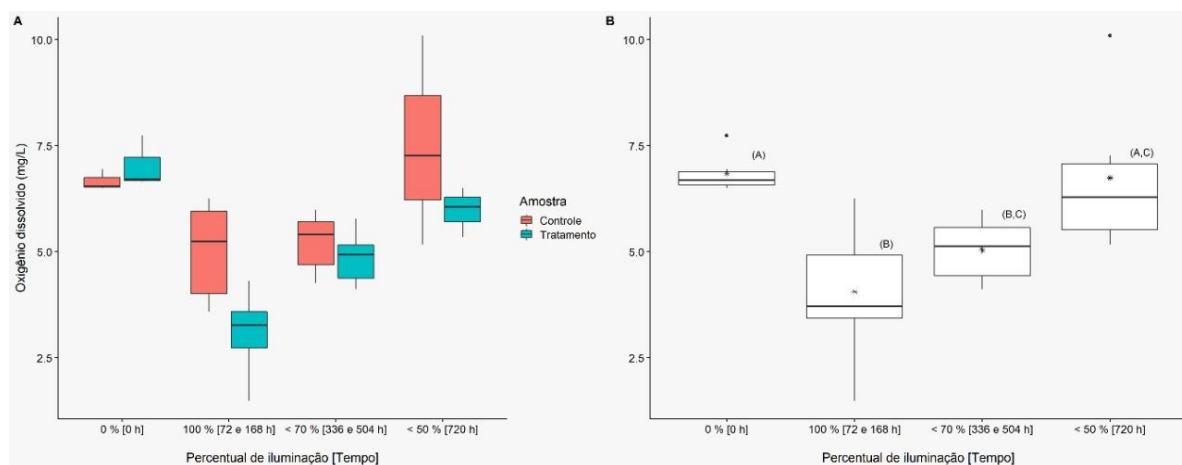 A
10.0
7.5
5.0
2.5
Oxigênio dissolvido (mg/L)
0 % [0 h]
100 % [72 e 168 h]
< 70 % [336 e 504 h]
< 50 % [720 h]
Percentual de iluminação [Tempo]
Amostra
Controle
Tratamento
B
10.0
7.5
5.0
2.5
(A)
(B)
(B,C)
(A,C)
0 % [0 h]
100 % [72 e 168 h]
< 70 % [336 e 504 h]
< 50 % [720 h]
Percentual de iluminação [Tempo]